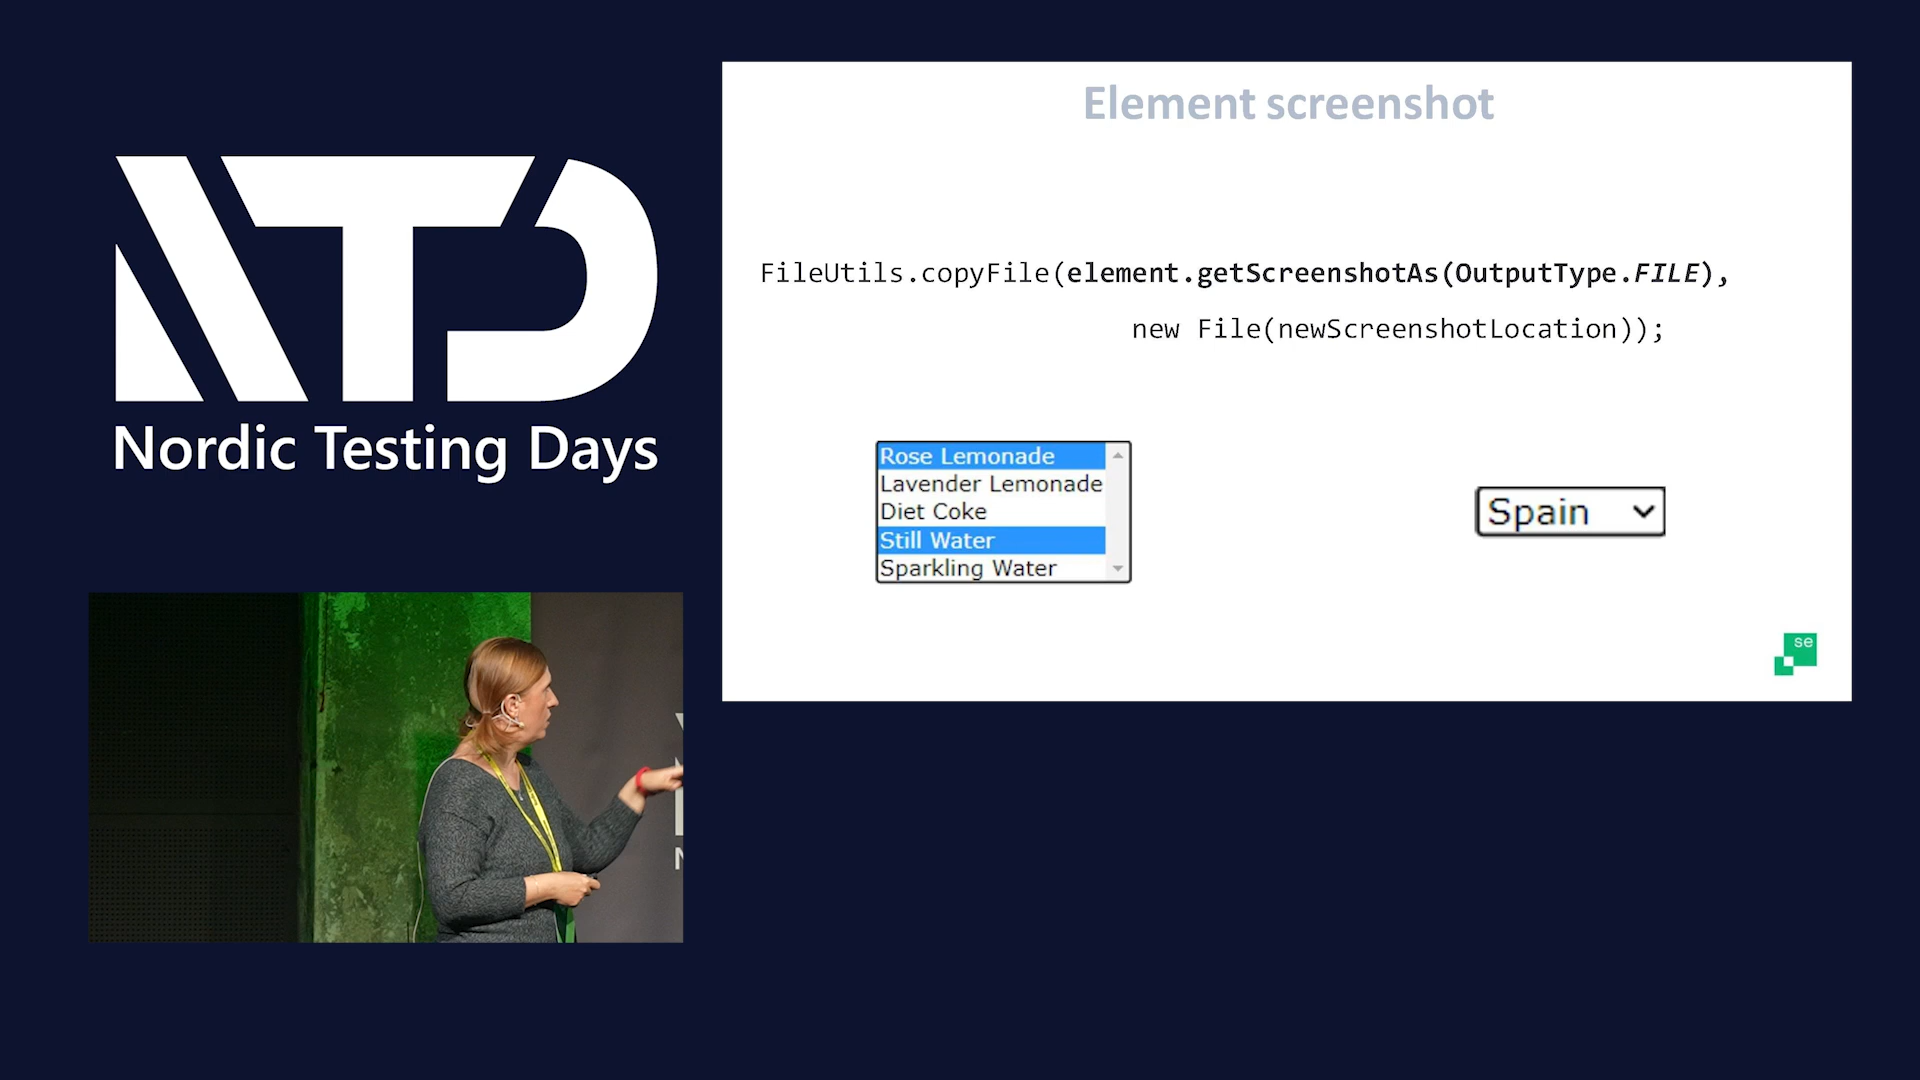 Element screenshot
FileUtils.copyFile(element.getScreenshotAs(OutputType.FILE),
new File(newScreenshotLocation));
Rose Lemonade
Lavender Lemonade
Diet Coke
Still Water
Sparkling Water
Spain
se
NTD
Nordic Testing Days